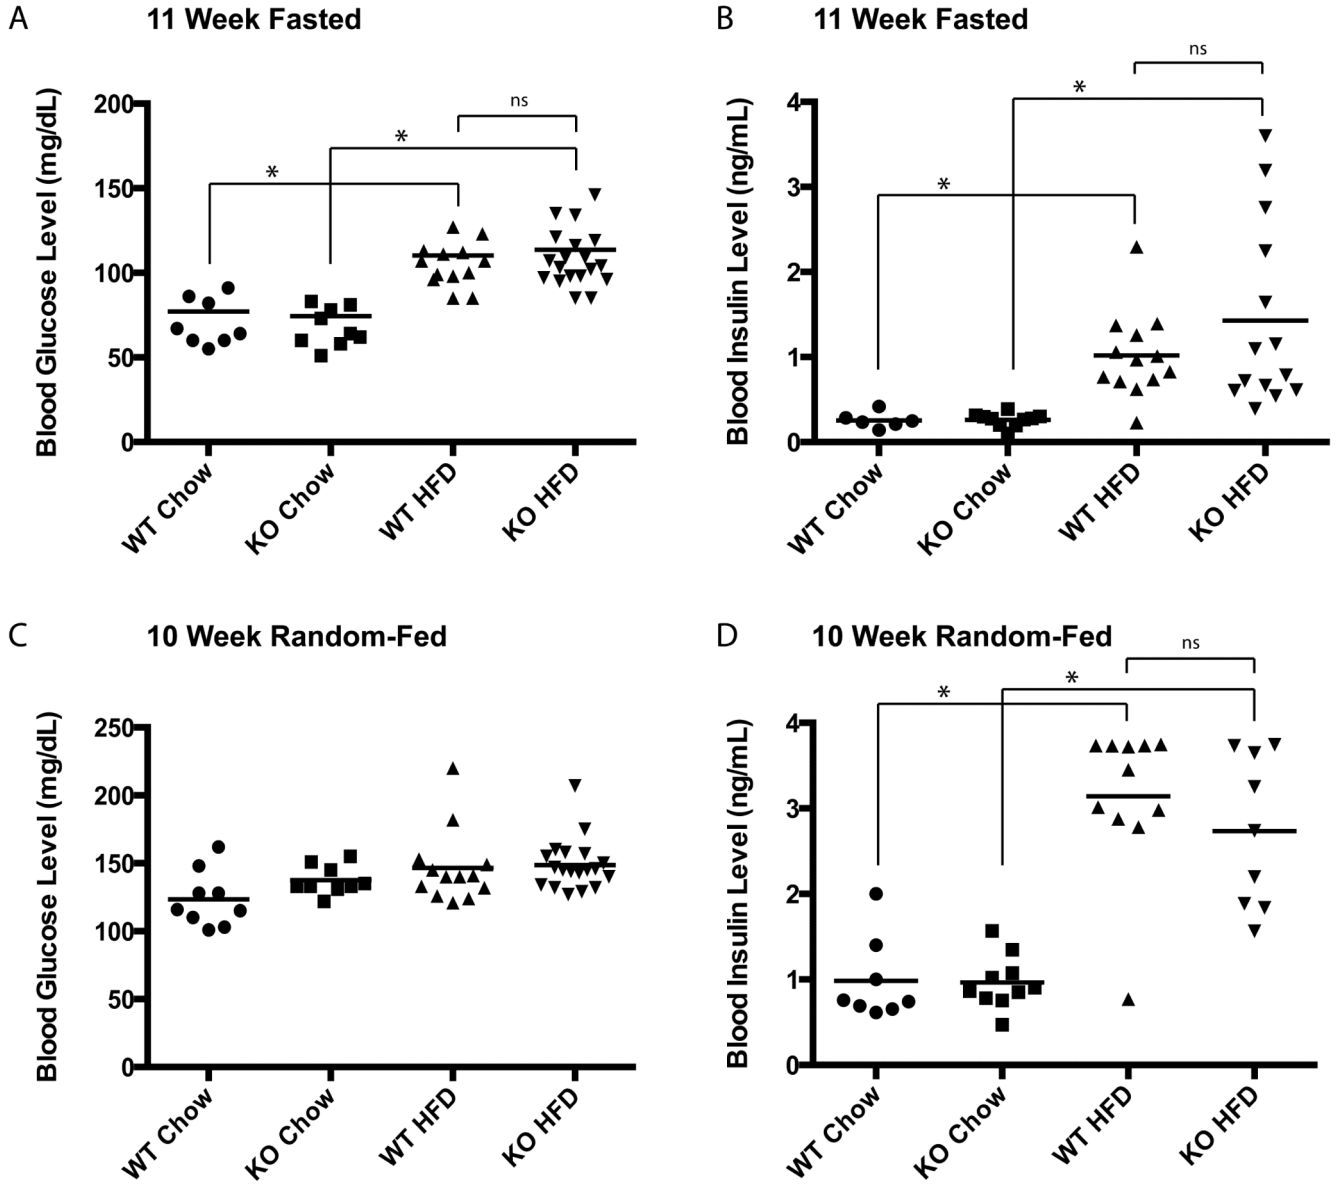 A
11 Week Fasted
Blood Glucose Level (mg/dL)
200
150
100
50
0
*
*
ns
WT Chow
KO Chow
WT HFD
KO HFD
B
11 Week Fasted
Blood Insulin Level (ng/mL)
4
3
2
1
0
*
*
ns
WT Chow
KO Chow
WT HFD
KO HFD
C
10 Week Random-Fed
Blood Glucose Level (mg/dL)
250
200
150
100
50
0
WT Chow
KO Chow
WT HFD
KO HFD
D
10 Week Random-Fed
Blood Insulin Level (ng/mL)
4
3
2
1
0
*
*
ns
WT Chow
KO Chow
WT HFD
KO HFD